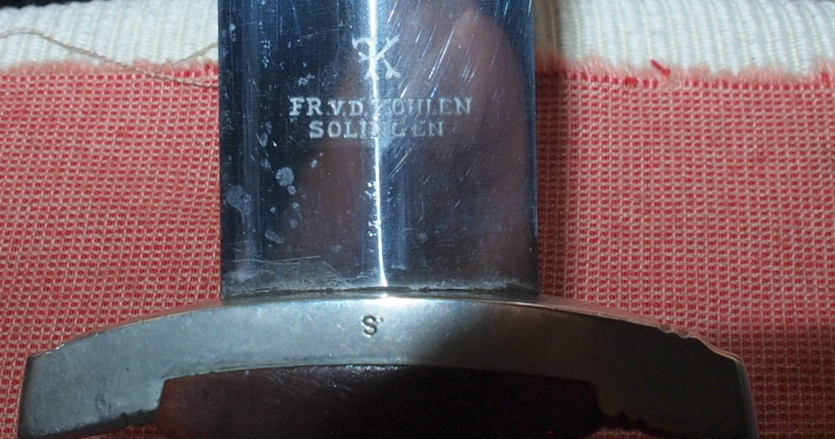 FR.V.D. KOHLEN
SOLINGEN
S